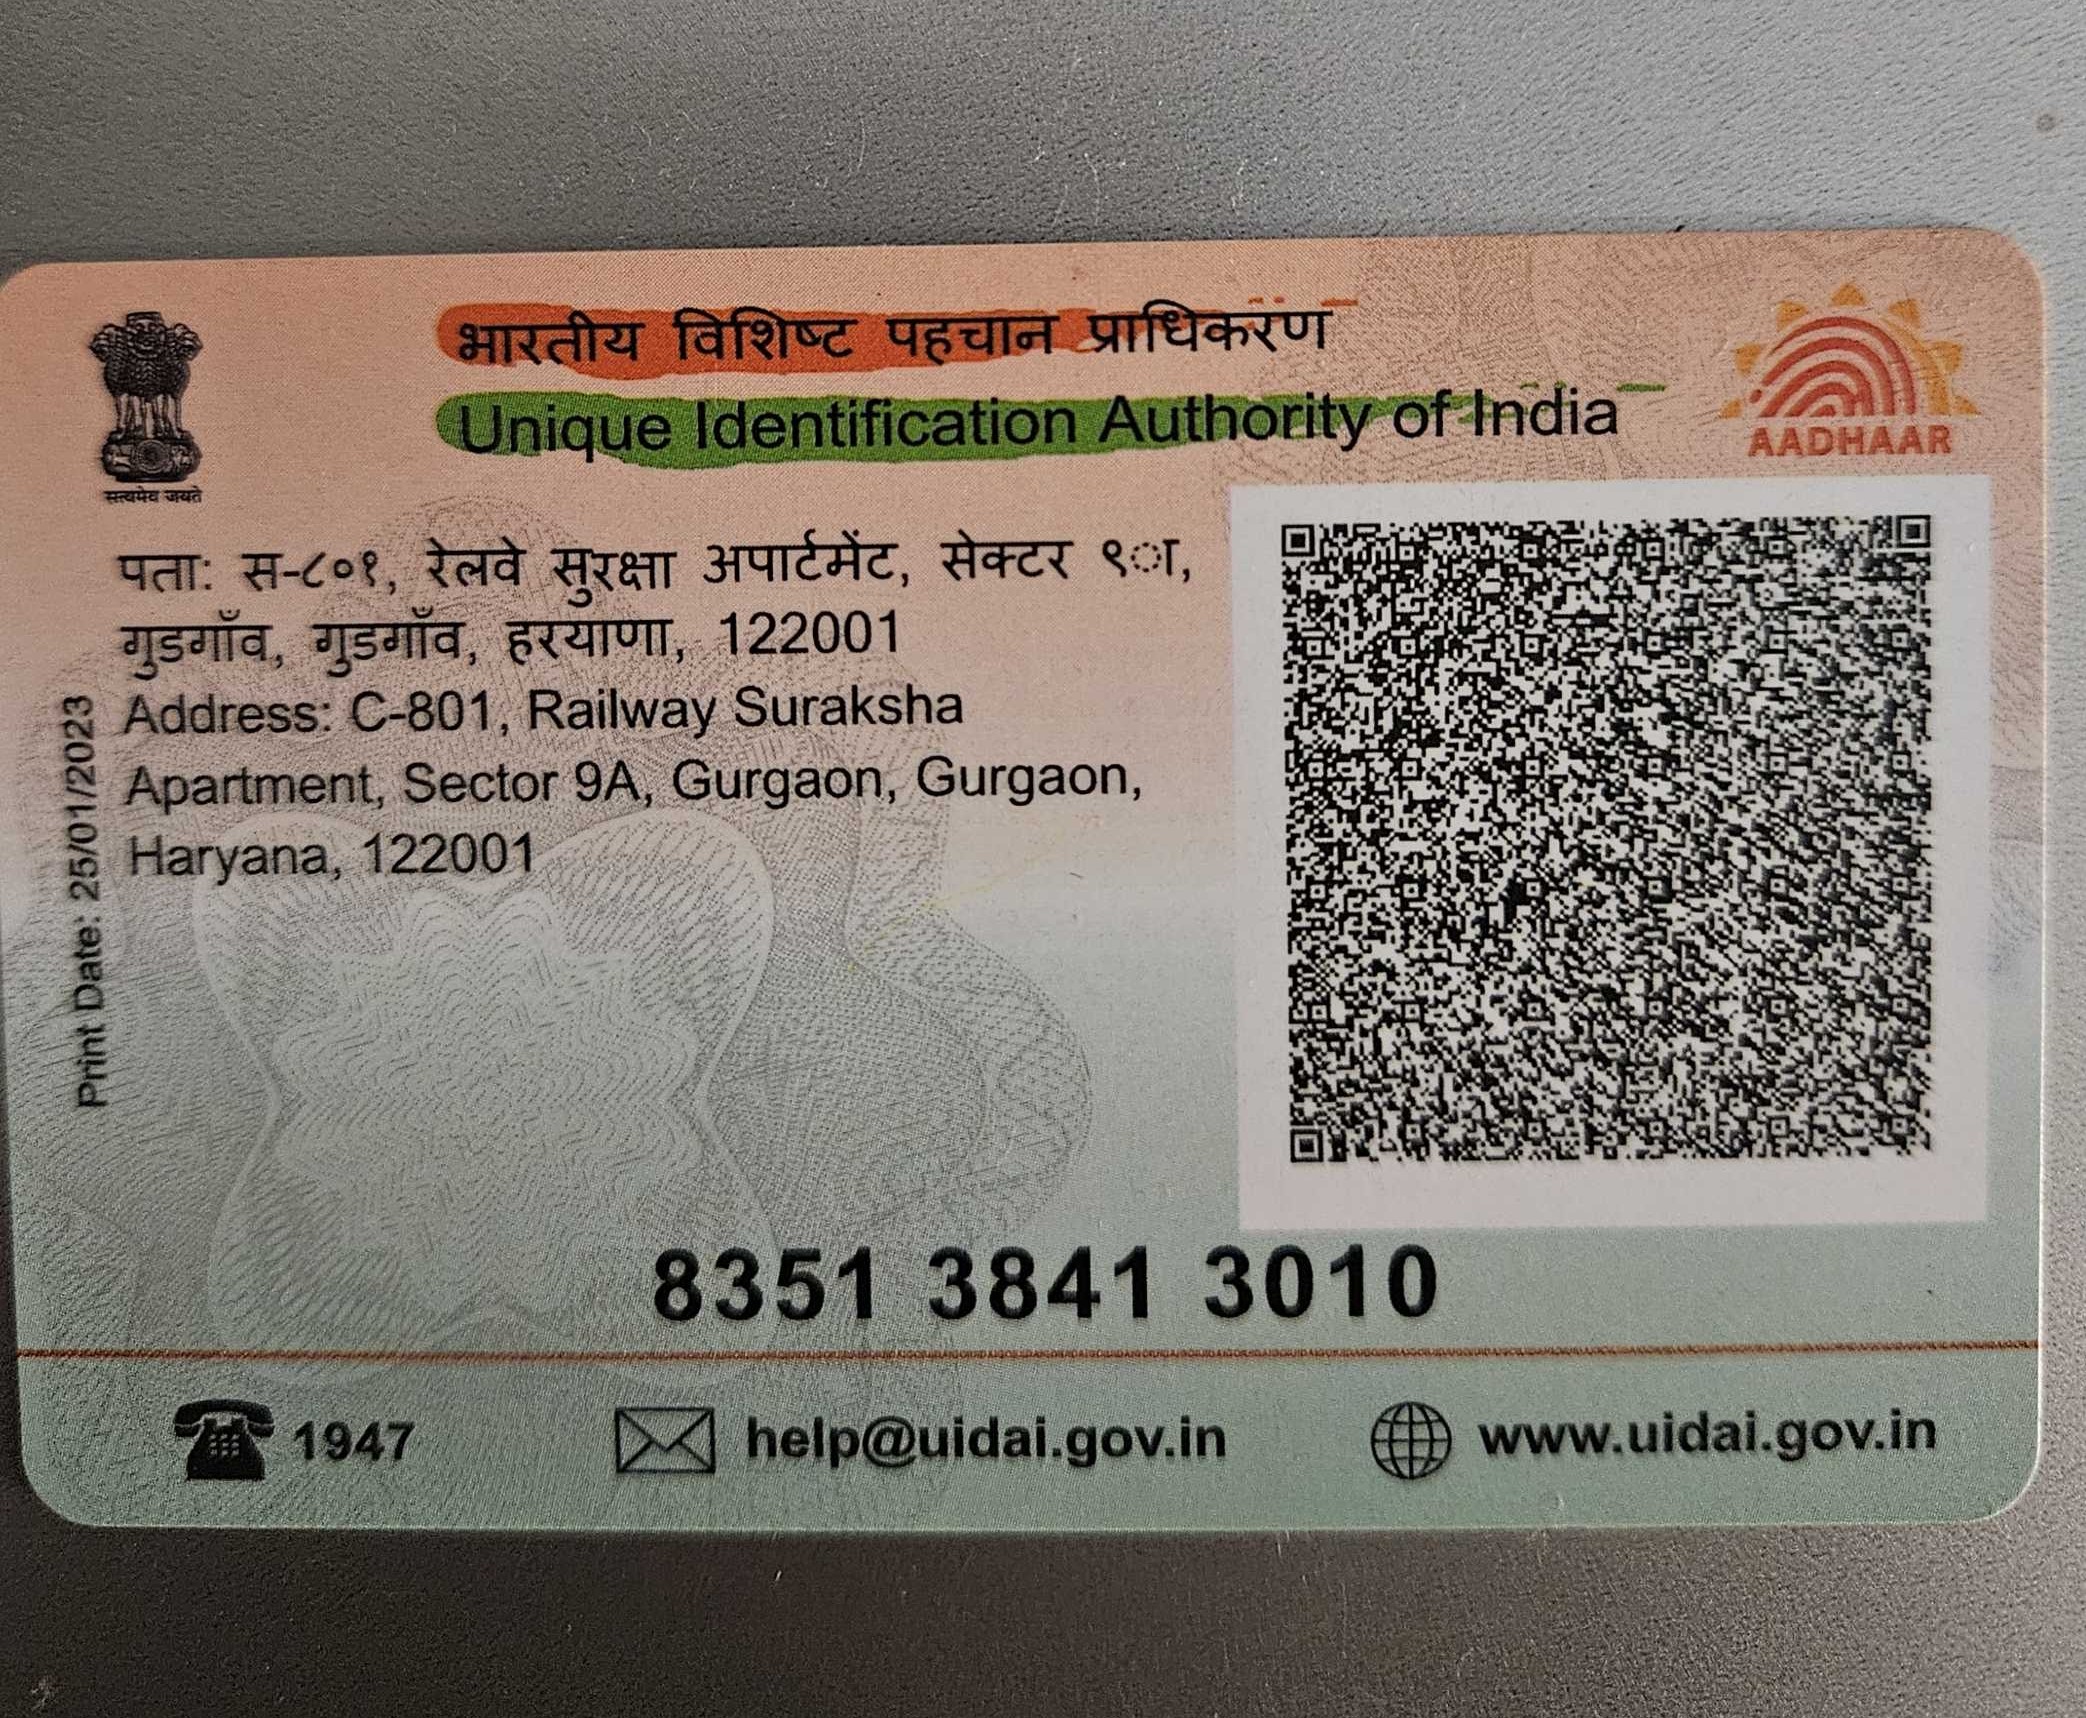 भारतीय विशिष्ट पहचान प्राधिकरण
Unique Identification Authority of India
सत्यमेव जयते
AADHAAR
पता: स-८०१, रेलवे सुरक्षा अपार्टमेंट, सेक्टर ९ा,
गुडगाँव, गुडगाँव, हरयाणा, 122001
Address: C-801, Railway Suraksha
Apartment, Sector 9A, Gurgaon, Gurgaon,
Haryana, 122001
Print Date: 25/01/2023
8351 3841 3010
1947
help@uidai.gov.in
www.uidai.gov.in